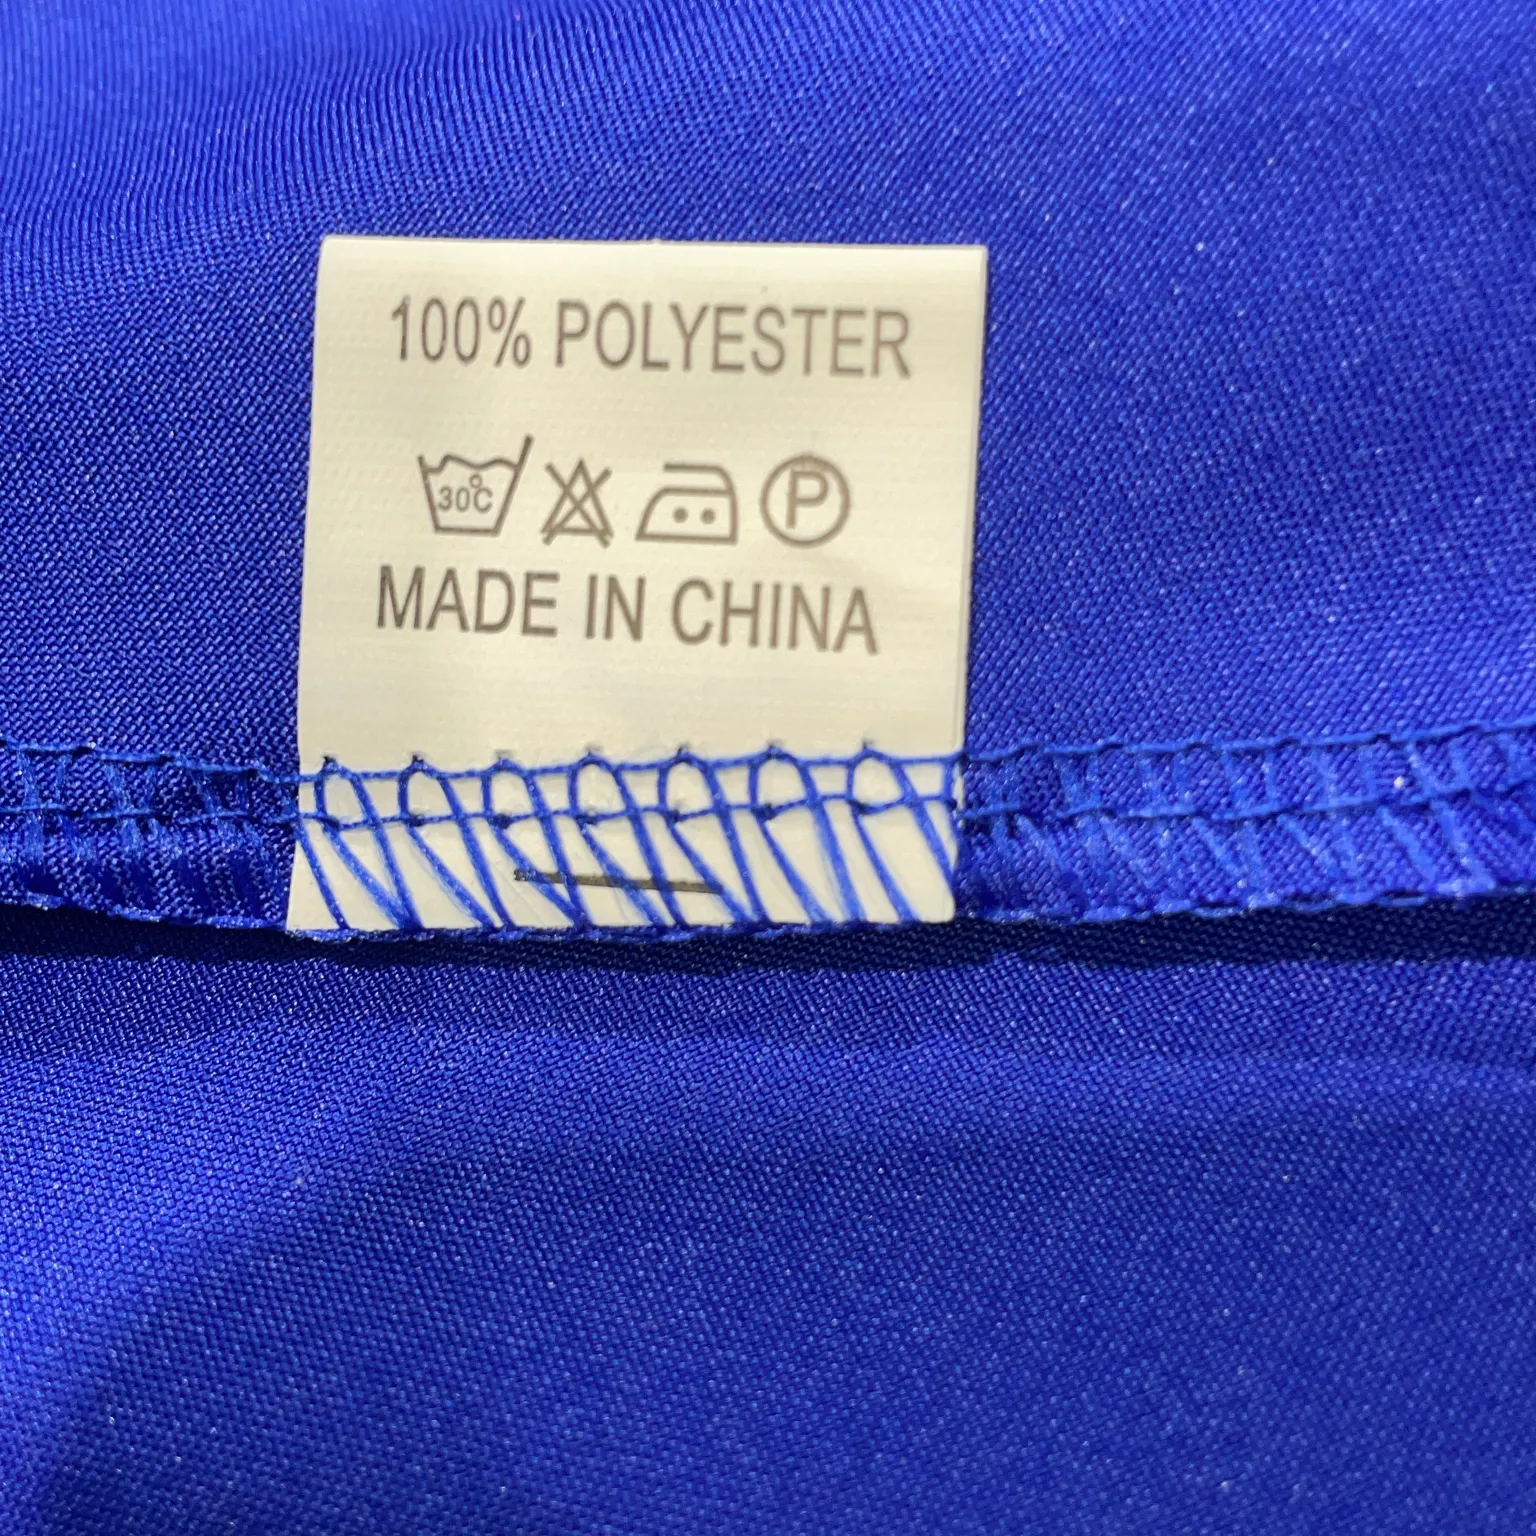 100% POLYESTER
30°C P
MADE IN CHINA